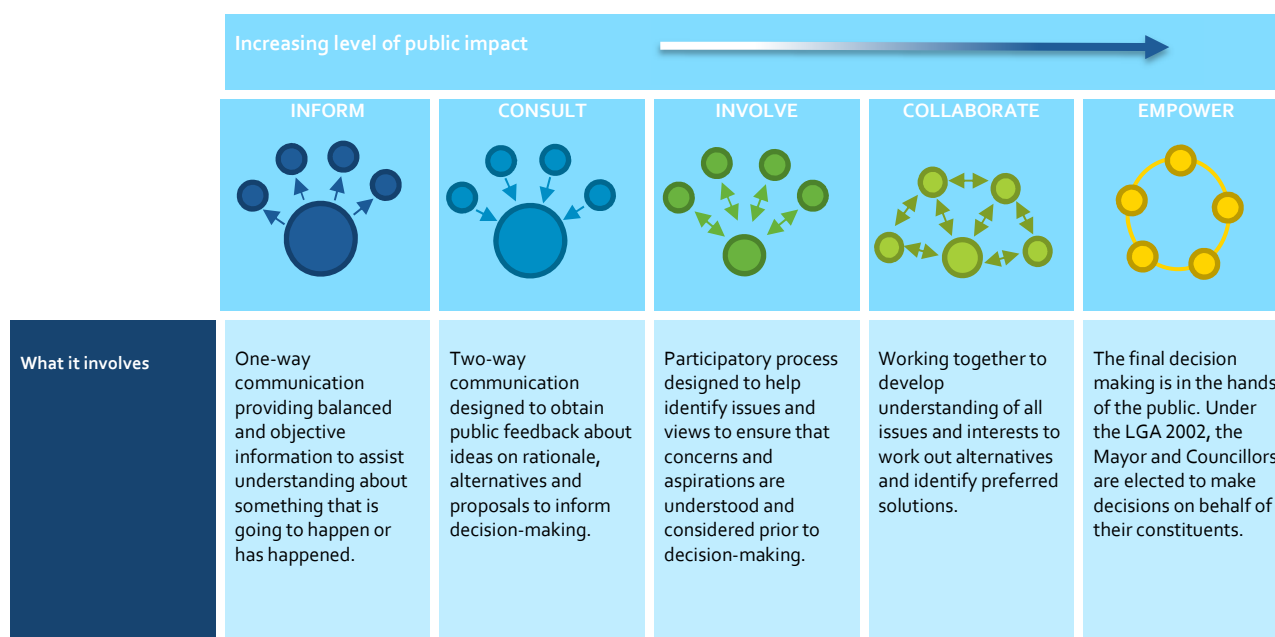 Increasing level of public impact
INFORM
CONSULT
INVOLVE
COLLABORATE
EMPOWER
What it involves
One-way
communication
providing balanced
and objective
information to assist
understanding about
something that is
going to happen or
has happened.
Two-way
communication
designed to obtain
public feedback about
ideas on rationale,
alternatives and
proposals to inform
decision-making.
Participatory process
designed to help
identify issues and
views to ensure that
concerns and
aspirations are
understood and
considered prior to
decision-making.
Working together to
develop
understanding of all
issues and interests to
work out alternatives
and identify preferred
solutions.
The final decision
making is in the hands
of the public. Under
the LGA 2002, the
Mayor and Councillors
are elected to make
decisions on behalf of
their constituents.